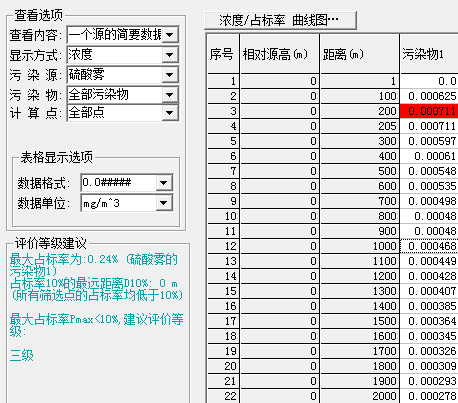 查看选项
查看内容: 一个源的简要数据
显示方式: 浓度
污 染 源: 硫酸雾
污 染 物: 全部污染物
计 算 点: 全部点
表格显示选项
数据格式: 0.0#####
数据单位: mg/m^3
评价等级建议
最大占标率为:0.24% (硫酸雾的
污染物1)
占标率10%的最远距离D10%: 0 m
(所有筛选点的占标率均低于10%)
最大占标率Pmax<10%,建议评价等
级:
三级
浓度/占标率 曲线图…
序号 相对源高(m) 距离(m) 污染物1
1 0 1 0.0
2 0 100 0.000625
3 0 200 0.000711
4 0 205 0.000711
5 0 300 0.000597
6 0 400 0.00061
7 0 500 0.000548
8 0 600 0.000535
9 0 700 0.000498
10 0 800 0.00048
11 0 900 0.00048
12 0 1000 0.000468
13 0 1100 0.000449
14 0 1200 0.000428
15 0 1300 0.000407
16 0 1400 0.000385
17 0 1500 0.000364
18 0 1600 0.000345
19 0 1700 0.000326
20 0 1800 0.000309
21 0 1900 0.000293
22 0 2000 0.000278